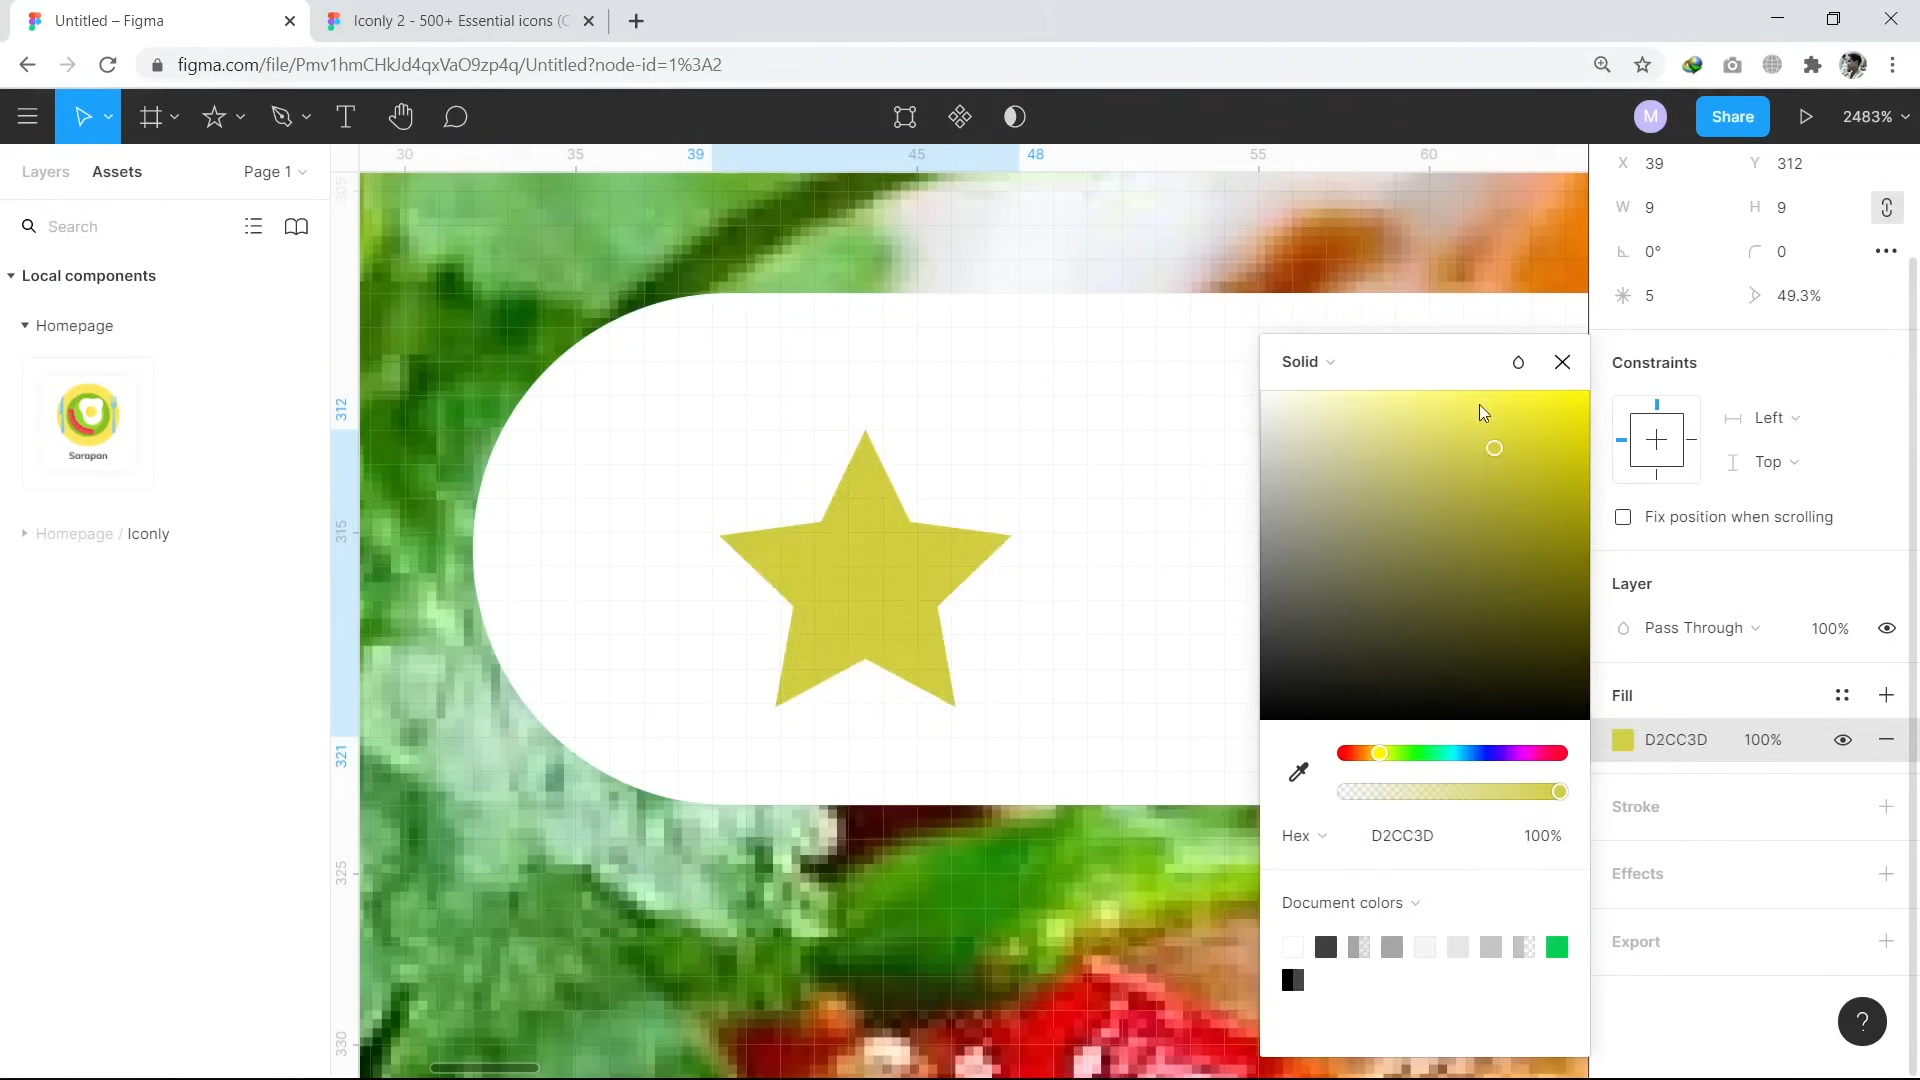 Untitled – Figma
Iconly 2 - 500+ Essential icons (C
figma.com/file/Pmv1hmCHkJd4qxVaO9zp4q/Untitled?node-id=1%3A2
M
Share
2483%
Layers
Assets
Page 1
Search
Local components
Homepage
Sarapan
Homepage / Iconly
30
35
39
45
48
55
60
305
312
315
321
325
330
X 39
Y 312
W 9
H 9
0°
0
5
49.3%
Constraints
Left
Top
Fix position when scrolling
Layer
Pass Through
100%
Fill
D2CC3D
100%
Stroke
Effects
Export
Solid
Hex
D2CC3D
100%
Document colors
?